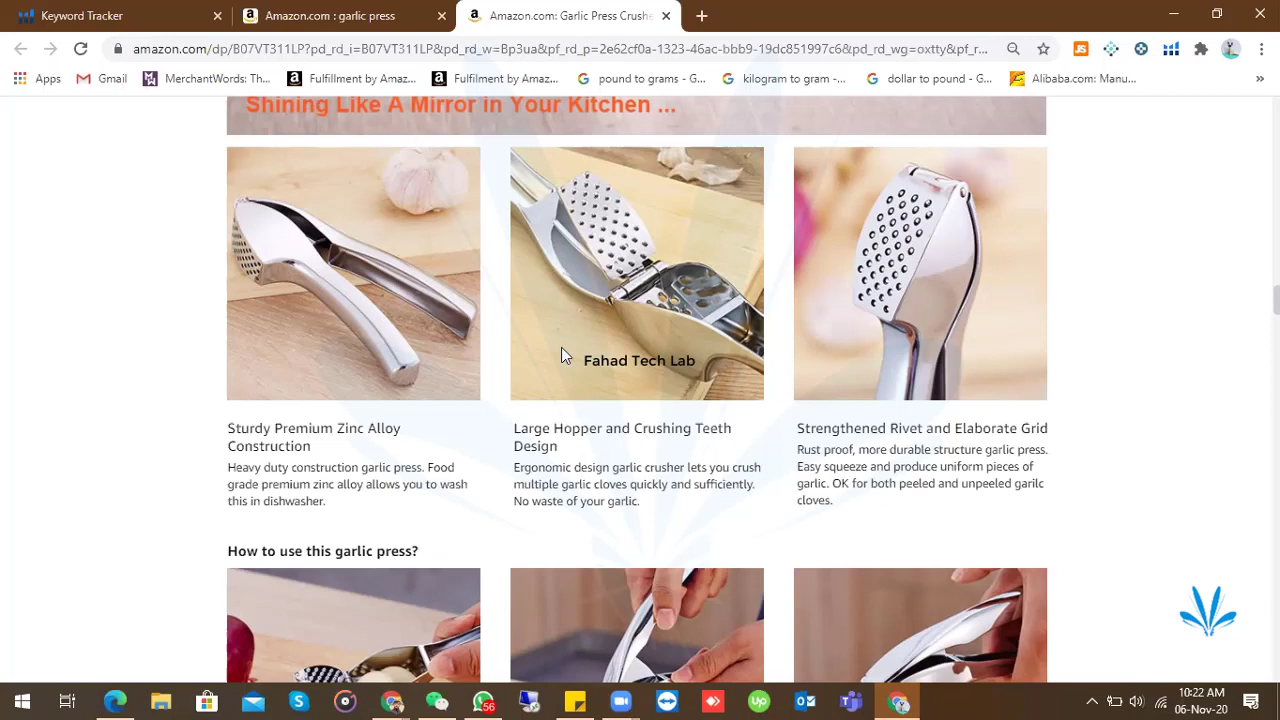 Keyword Tracker
Amazon.com : garlic press
Amazon.com: Garlic Press Crushe
amazon.com/dp/B07VT311LP?pd_rd_i=B07VT311LP&pd_rd_w=Bp3ua&pf_rd_p=2e62cf0a-1323-46ac-bbb9-19dc851997c6&pd_rd_wg=oxtty&pf_r...
Apps
Gmail
MerchantWords: Th...
Fulfillment by Amaz...
Fulfilment by Amaz...
pound to grams - G...
kilogram to gram -...
dollar to pound - G...
Alibaba.com: Manu...
Shining Like A Mirror in Your Kitchen ...
Fahad Tech Lab
Sturdy Premium Zinc Alloy
Construction
Heavy duty construction garlic press. Food
grade premium zinc alloy allows you to wash
this in dishwasher.
Large Hopper and Crushing Teeth
Design
Ergonomic design garlic crusher lets you crush
multiple garlic cloves quickly and sufficiently.
No waste of your garlic.
Strengthened Rivet and Elaborate Grid
Rust proof, more durable structure garlic press.
Easy squeeze and produce uniform pieces of
garlic. OK for both peeled and unpeeled garilc
cloves.
How to use this garlic press?
56
10:22 AM
06-Nov-20